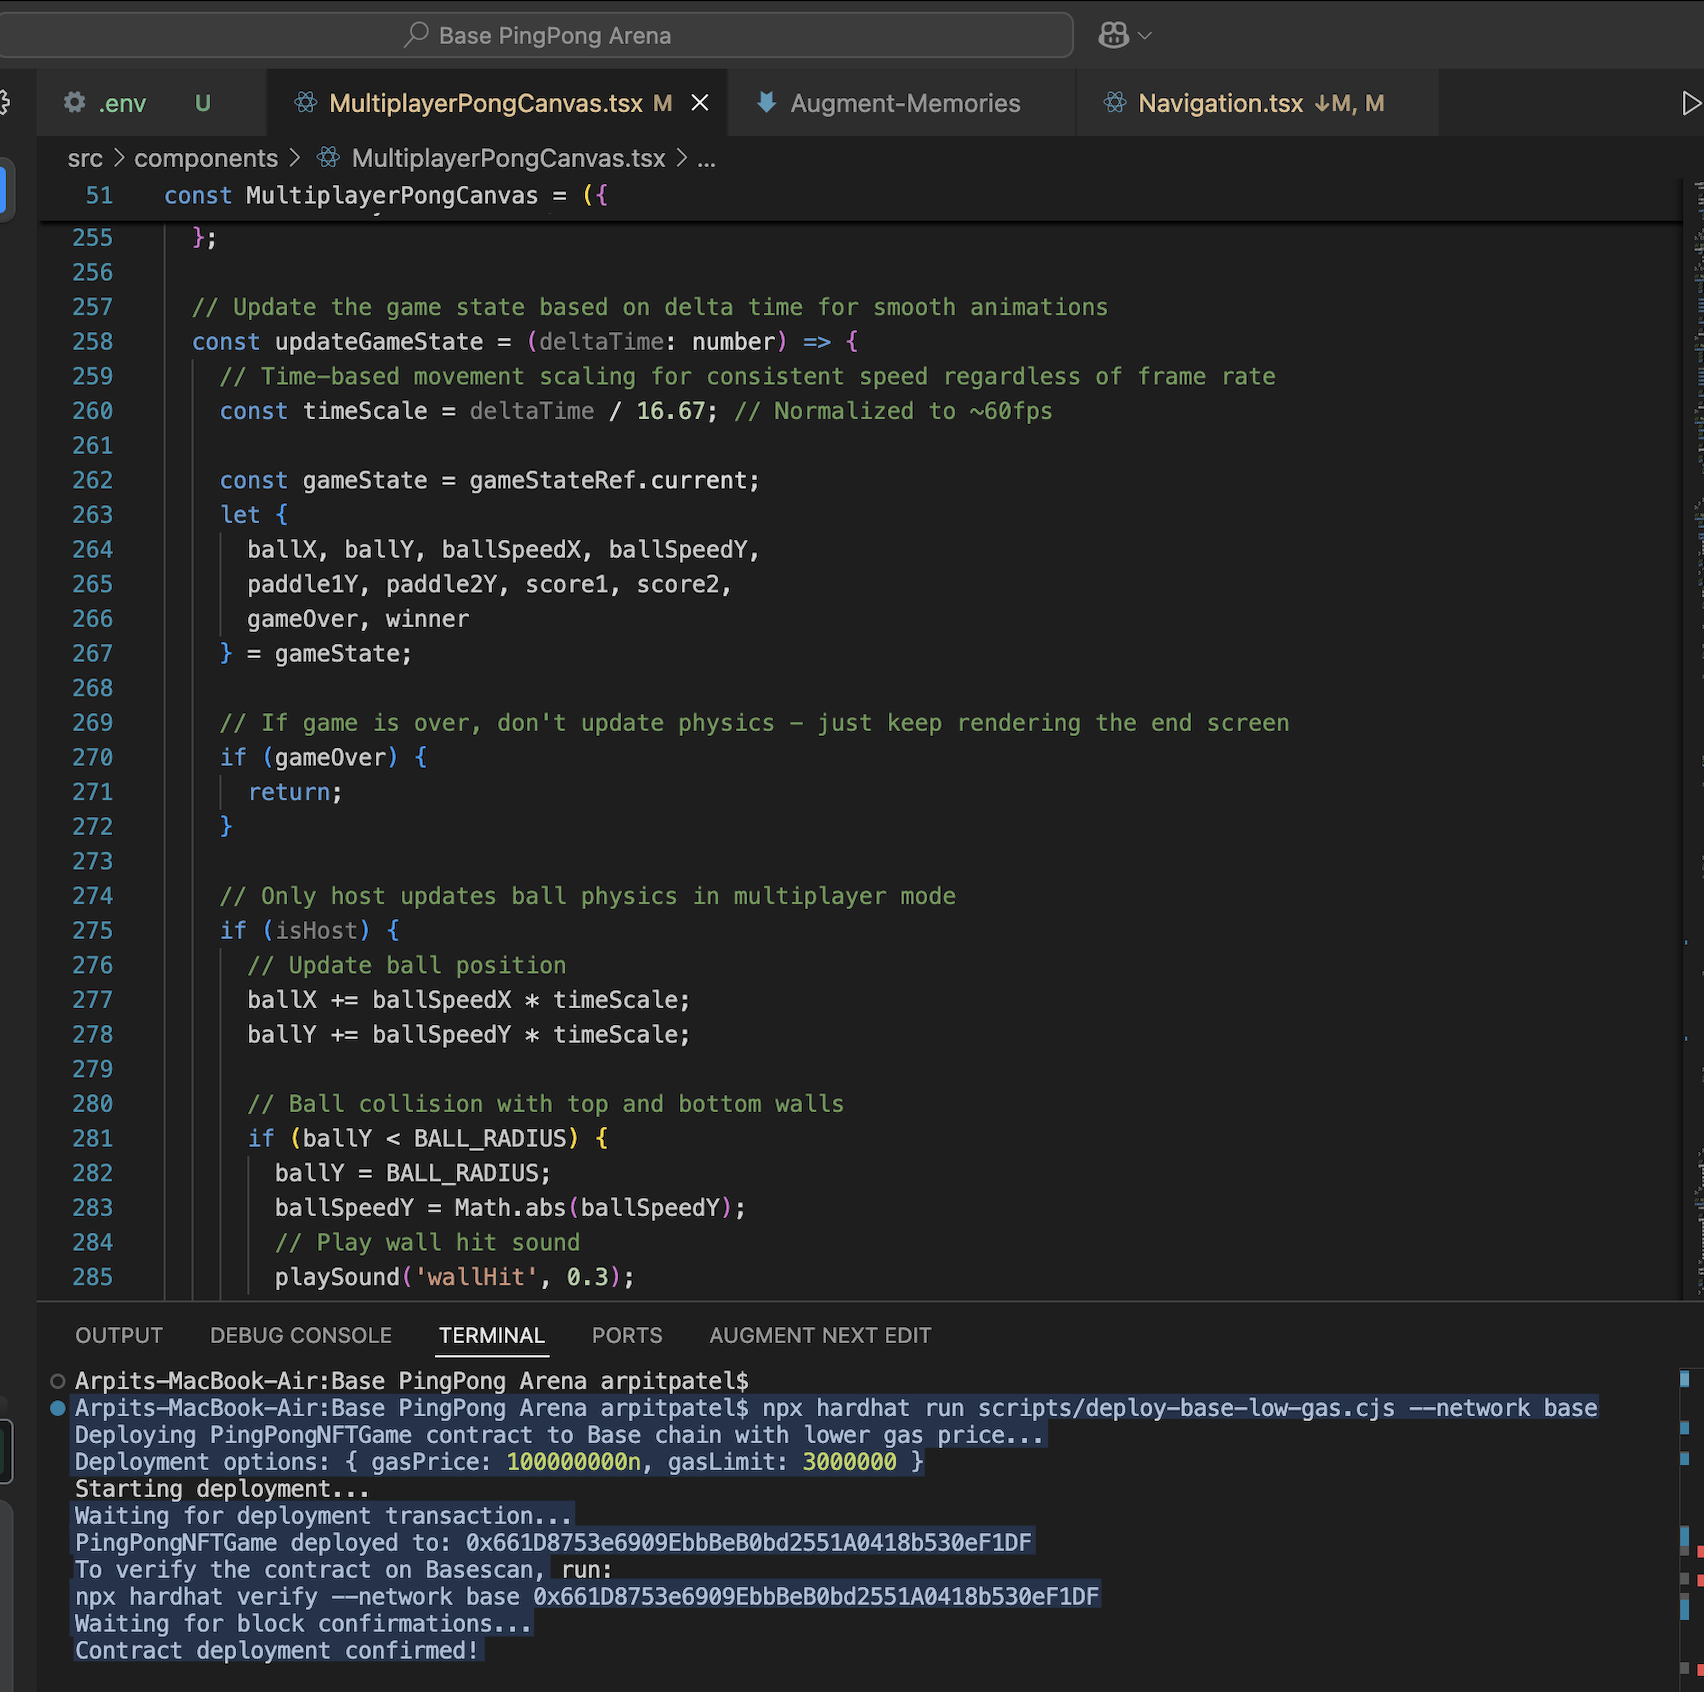 Base PingPong Arena
.env U MultiplayerPongCanvas.tsx M Augment-Memories Navigation.tsx ↓M, M
src > components > MultiplayerPongCanvas.tsx > ...
51 const MultiplayerPongCanvas = ({
255 };
256
257 // Update the game state based on delta time for smooth animations
258 const updateGameState = (deltaTime: number) => {
259 // Time-based movement scaling for consistent speed regardless of frame rate
260 const timeScale = deltaTime / 16.67; // Normalized to ~60fps
261
262 const gameState = gameStateRef.current;
263 let {
264 ballX, ballY, ballSpeedX, ballSpeedY,
265 paddle1Y, paddle2Y, score1, score2,
266 gameOver, winner
267 } = gameState;
268
269 // If game is over, don't update physics - just keep rendering the end screen
270 if (gameOver) {
271 return;
272 }
273
274 // Only host updates ball physics in multiplayer mode
275 if (isHost) {
276 // Update ball position
277 ballX += ballSpeedX * timeScale;
278 ballY += ballSpeedY * timeScale;
279
280 // Ball collision with top and bottom walls
281 if (ballY < BALL_RADIUS) {
282 ballY = BALL_RADIUS;
283 ballSpeedY = Math.abs(ballSpeedY);
284 // Play wall hit sound
285 playSound('wallHit', 0.3);
OUTPUT DEBUG CONSOLE TERMINAL PORTS AUGMENT NEXT EDIT
Arpits-MacBook-Air:Base PingPong Arena arpitpatel$
Arpits-MacBook-Air:Base PingPong Arena arpitpatel$ npx hardhat run scripts/deploy-base-low-gas.cjs --network base
Deploying PingPongNFTGame contract to Base chain with lower gas price...
Deployment options: { gasPrice: 100000000n, gasLimit: 3000000 }
Starting deployment...
Waiting for deployment transaction...
PingPongNFTGame deployed to: 0x661D8753e6909EbbBeB0bd2551A0418b530eF1DF
To verify the contract on Basescan, run:
npx hardhat verify --network base 0x661D8753e6909EbbBeB0bd2551A0418b530eF1DF
Waiting for block confirmations...
Contract deployment confirmed!